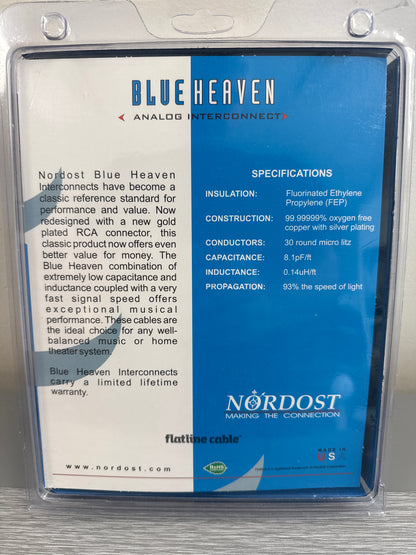 BLUE HEAVEN
ANALOG INTERCONNECT
Nordost Blue Heaven
Interconnects have become a
classic reference standard for
performance and value. Now
redesigned with a new gold
plated RCA connector, this
classic product now offers even
better value for money. The
Blue Heaven combination of
extremely low capacitance and
inductance coupled with a very
fast signal speed offers
exceptional musical
performance. These cables are
the ideal choice for any well-
balanced music or home
theater system.
Blue Heaven Interconnects
carry a limited lifetime
warranty.
SPECIFICATIONS
INSULATION: Fluorinated Ethylene
Propylene (FEP)
CONSTRUCTION: 99.99999% oxygen free
copper with silver plating
CONDUCTORS: 30 round micro litz
CAPACITANCE: 8.1pF/ft
INDUCTANCE: 0.14uH/ft
PROPAGATION: 93% the speed of light
NORDOST
MAKING THE CONNECTION
flatline cable®
www.nordost.com
RoHS
MADE IN
USA